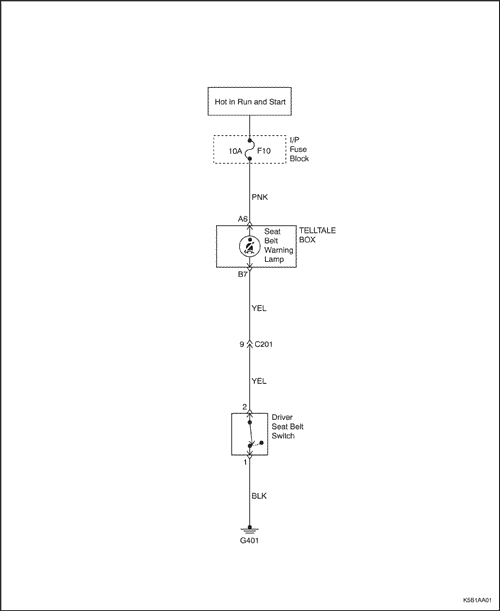 Hot in Run and Start
10A F10
I/P
Fuse
Block
PNK
A6
Seat
Belt
Warning
Lamp
TELLTALE
BOX
B7
YEL
9 C201
YEL
2
Driver
Seat Belt
Switch
1
BLK
G401
K5B1AA01